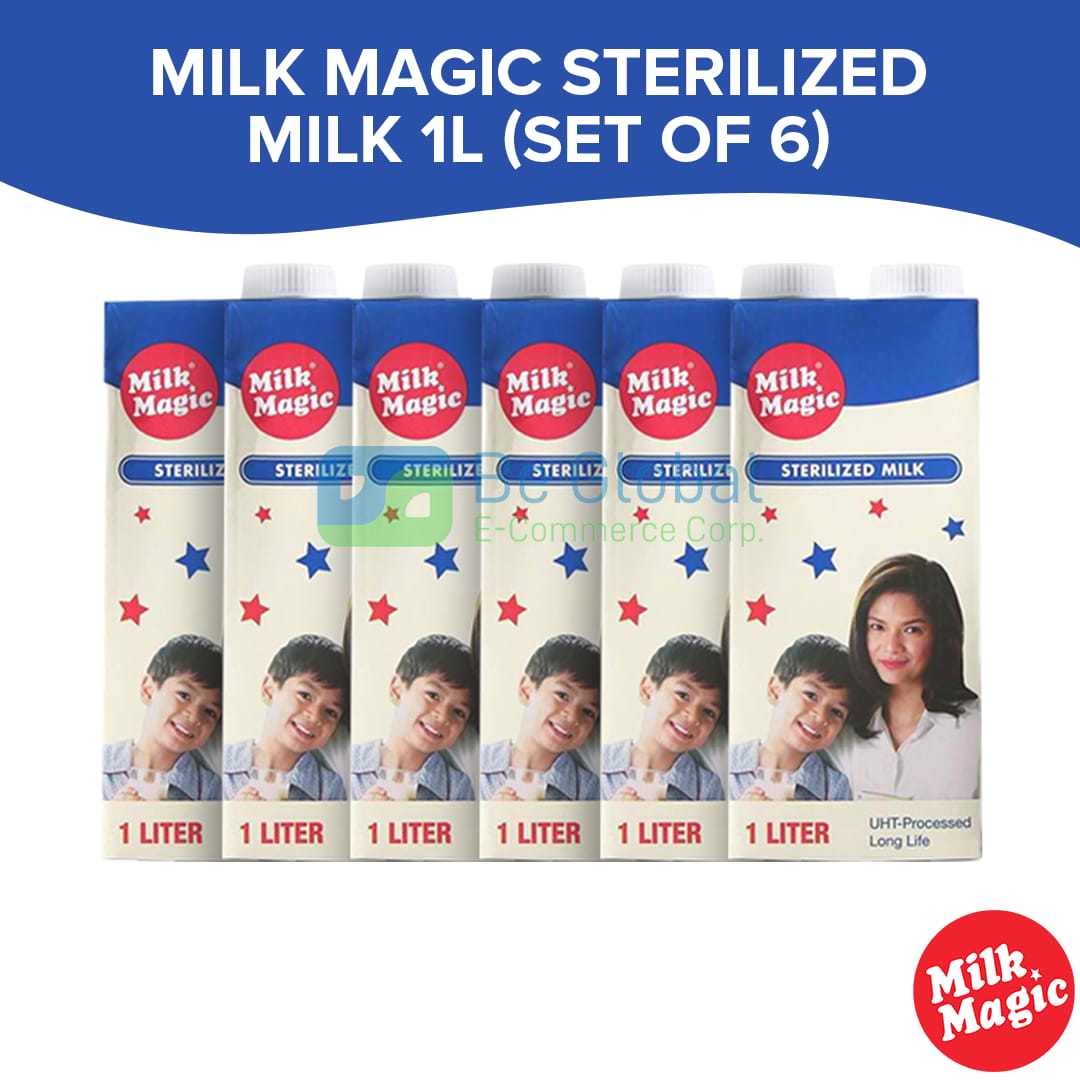 MILK MAGIC STERILIZED
MILK 1L (SET OF 6)
Milk® Milk® Milk® Milk® Milk® Milk®
Magic Magic Magic Magic Magic Magic
STERILIZ STERILIZE STERILIZE STERILIZ STERILIZE STERILIZED MILK
Bc Global
E-Commerce Corp.
1 LITER 1 LITER 1 LITER 1 LITER 1 LITER 1 LITER
UHT-Processed
Long Life
Milk
Magic